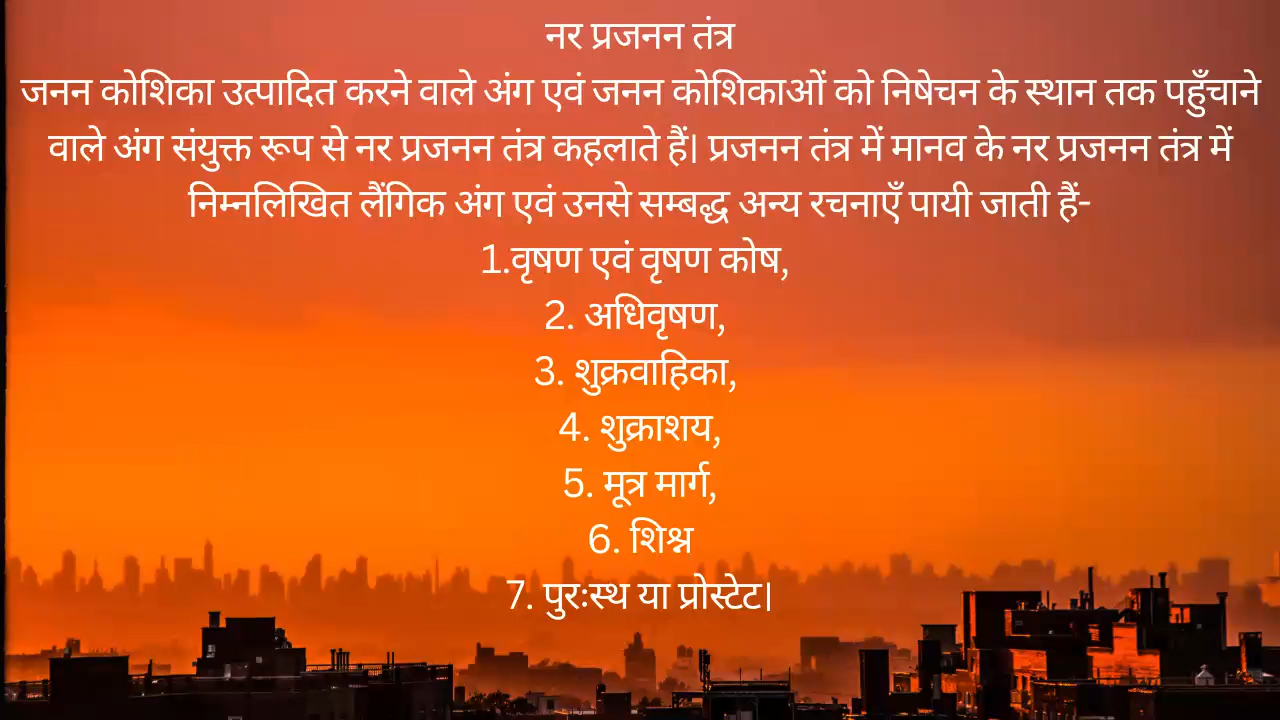 नर प्रजनन तंत्र
जनन कोशिका उत्पादित करने वाले अंग एवं जनन कोशिकाओं को निषेचन के स्थान तक पहुँचाने
वाले अंग संयुक्त रूप से नर प्रजनन तंत्र कहलाते हैं। प्रजनन तंत्र में मानव के नर प्रजनन तंत्र में
निम्नलिखित लैंगिक अंग एवं उनसे सम्बद्ध अन्य रचनाएँ पायी जाती हैं-
1.वृषण एवं वृषण कोष,
2. अधिवृषण,
3. शुक्रवाहिका,
4. शुक्राशय,
5. मूत्र मार्ग,
6. शिश्न
7. पुरःस्थ या प्रोस्टेट।